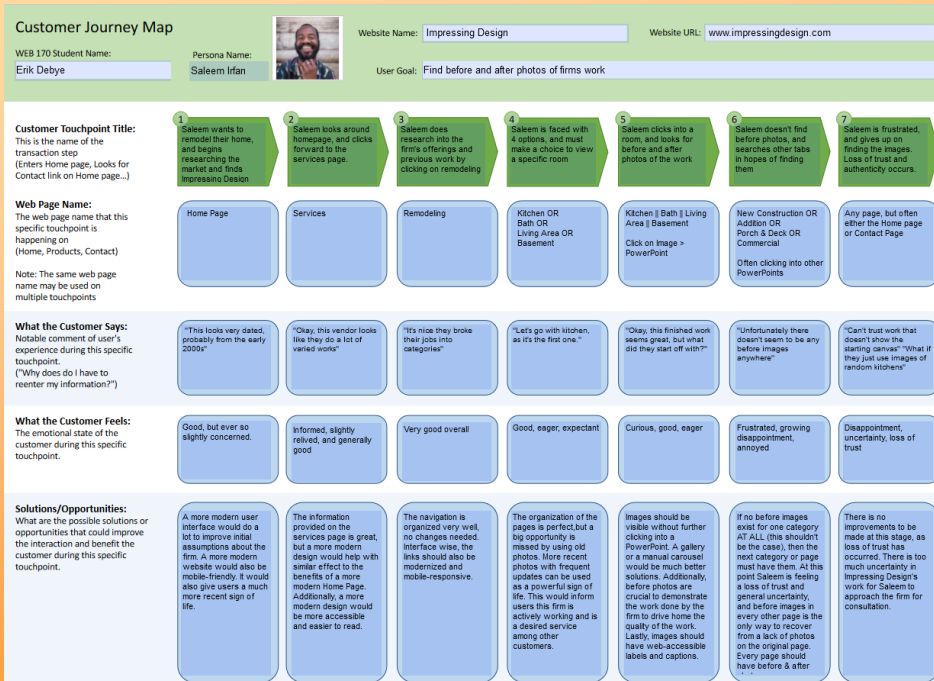 Customer Journey Map
WEB 170 Student Name:
Erik Debye
Persona Name:
Saleem Irfan
Website Name:
Impressing Design
Website URL:
www.impressingdesign.com
User Goal:
Find before and after photos of firms work
Customer Touchpoint Title:
This is the name of the
transaction step
(Enters Home page, Looks for
Contact link on Home page...)
1
Saleem wants to
remodel their home,
and begins
researching the
market and finds
Impressing Design
2
Saleem looks around
homepage, and clicks
forward to the
services page.
3
Saleem does
research into the
firm's offerings and
previous work by
clicking on remodeling
4
Saleem is faced with
4 options, and must
make a choice to view
a specific room
5
Saleem clicks into a
room, and looks for
before and after
photos of the work
6
Saleem doesn't find
before photos, and
searches other tabs
in hopes of finding
them
7
Saleem is frustrated,
and gives up on
finding the images.
Loss of trust and
authenticity occurs.
Web Page Name:
The web page name that this
specific touchpoint is
happening on
(Home, Products, Contact)
Note: The same web page
name may be used on
multiple touchpoints
Home Page
Services
Remodeling
Kitchen OR
Bath OR
Living Area OR
Basement
Kitchen || Bath || Living
Area || Basement
Click on Image >
PowerPoint
New Construction OR
Addition OR
Porch & Deck OR
Commercial
Often clicking into other
PowerPoints
Any page, but often
either the Home page
or Contact Page
What the Customer Says:
Notable comment of user's
experience during this specific
touchpoint.
("Why does do I have to
reenter my information?")
"This looks very dated,
probably from the early
2000s"
"Okay, this vendor looks
like they do a lot of
varied works"
"It's nice they broke
their jobs into
categories"
"Let's go with kitchen,
as it's the first one."
"Okay, this finished work
seems great, but what
did they start off with?"
"Unfortunately there
doesn't seem to be any
before images
anywhere"
"Can't trust work that
doesn't show the
starting canvas" "What if
they just use images of
random kitchens"
What the Customer Feels:
The emotional state of the
customer during this specific
touchpoint.
Good, but ever so
slightly concerned.
Informed, slightly
relived, and generally
good
Very good overall
Good, eager, expectant
Curious, good, eager
Frustrated, growing
disappointment,
annoyed
Disappointment,
uncertainty, loss of
trust
Solutions/Opportunities:
What are the possible solutions or
opportunities that could improve
the interaction and benefit the
customer during this specific
touchpoint.
A more modern user
interface would do a
lot to improve initial
assumptions about the
firm. A more modern
website would also be
mobile-friendly. It would
also give users a much
more recent sign of
life.
The information
provided on the
services page is great,
but a more modern
design would help with
similar effect to the
benefits of a more
modern Home Page.
Additionally, a more
modern design would
be more accessible
and easier to read.
The navigation is
organized very well,
no changes needed.
Interface wise, the
links should also be
modernized and
mobile-responsive.
The organization of the
pages is perfect,but a
big opportunity is
missed by using old
photos. More recent
photos with frequent
updates can be used
as a powerful sign of
life. This would inform
users this firm is
actively working and is
a desired service
among other
customers.
Images should be
visible without further
clicking into a
PowerPoint. A gallery
or a manual carousel
would be much better
solutions. Additionally,
before photos are
crucial to demonstrate
the work done by the
firm to drive home the
quality of the work.
Lastly, images should
have web-accessible
labels and captions.
If no before images
exist for one category
AT ALL (this shouldn't
be the case), then the
next category or page
must have them. At this
point Saleem is feeling
a loss of trust and
general uncertainty,
and before images in
every other page is the
only way to recover
from a lack of photos
on the original page.
Every page should
have before & after
There is no
improvements to be
made at this stage, as
loss of trust has
occurred. There is too
much uncertainty in
Impressing Design's
work for Saleem to
approach the firm for
consultation.